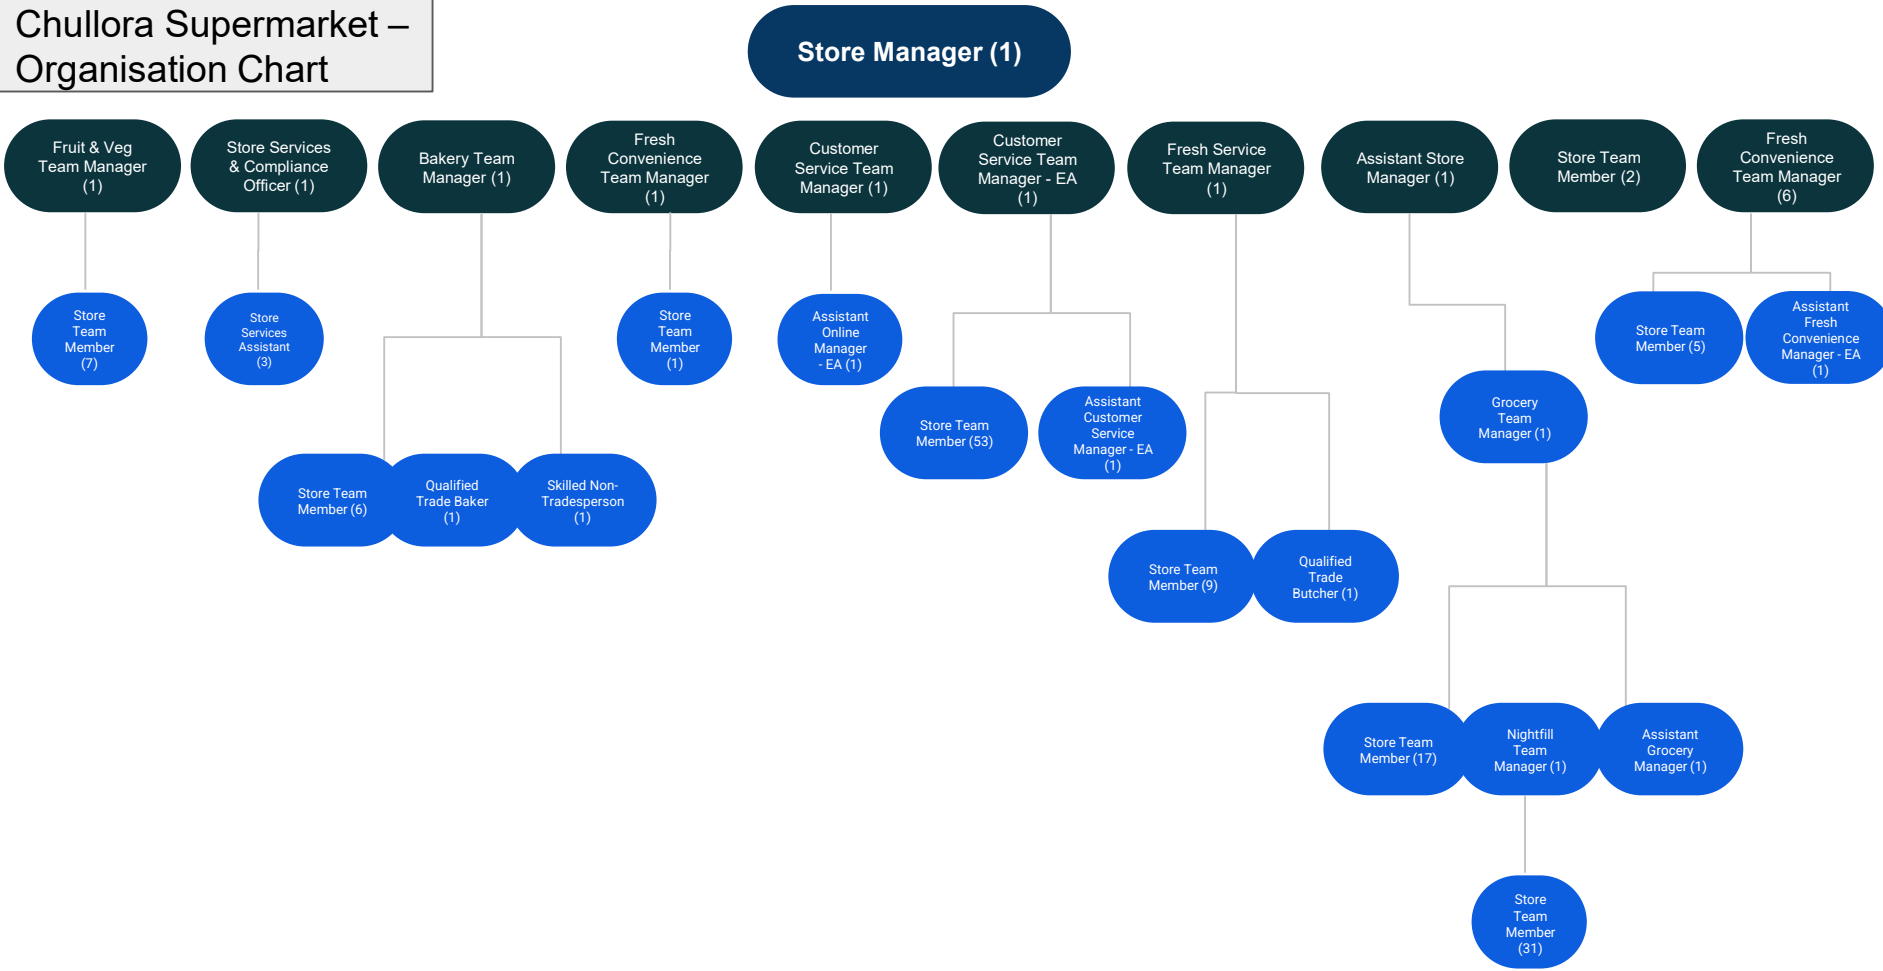 Chullora Supermarket –
Organisation Chart
Store Manager (1)
Fruit & Veg
Team Manager
(1)
Store Services
& Compliance
Officer (1)
Bakery Team
Manager (1)
Fresh
Convenience
Team Manager
(1)
Customer
Service Team
Manager (1)
Customer
Service Team
Manager - EA
(1)
Fresh Service
Team Manager
(1)
Assistant Store
Manager (1)
Store Team
Member (2)
Fresh
Convenience
Team Manager
(6)
Store
Team
Member
(7)
Store
Services
Assistant
(3)
Store
Team
Member
(1)
Assistant
Online
Manager
- EA (1)
Store Team
Member (5)
Assistant
Fresh
Convenience
Manager - EA
(1)
Store Team
Member (53)
Assistant
Customer
Service
Manager - EA
(1)
Grocery
Team
Manager (1)
Store Team
Member (6)
Qualified
Trade Baker
(1)
Skilled Non-
Tradesperson
(1)
Store Team
Member (9)
Qualified
Trade
Butcher (1)
Store Team
Member (17)
Nightfill
Team
Manager (1)
Assistant
Grocery
Manager (1)
Store
Team
Member
(31)